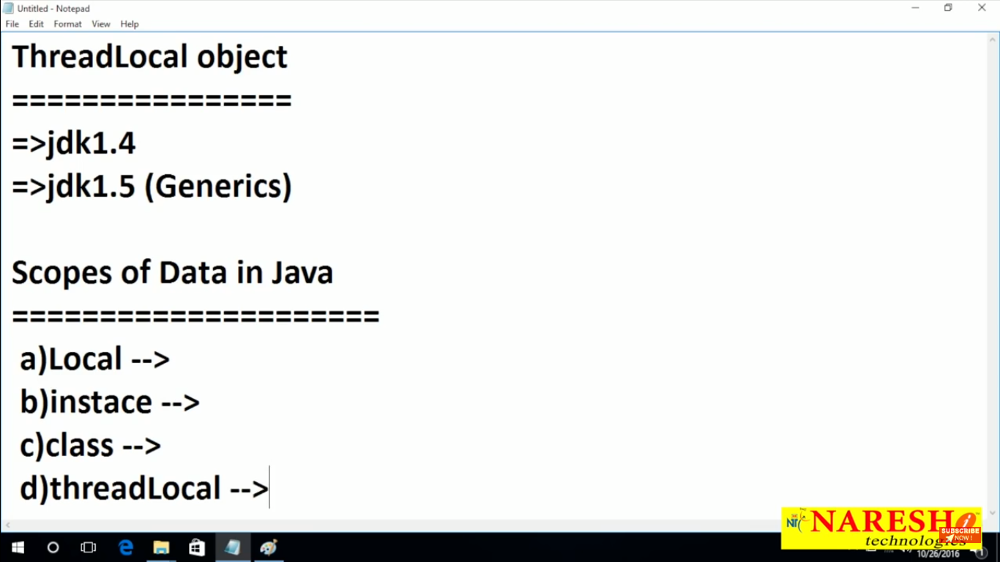 Untitled - Notepad
File Edit Format View Help
ThreadLocal object
================
=>jdk1.4
=>jdk1.5 (Generics)
Scopes of Data in Java
=====================
a)Local -->
b)instace -->
c)class -->
d)threadLocal -->
NARESH
technologies
SUBSCRIBE
NOW !
10/26/2016